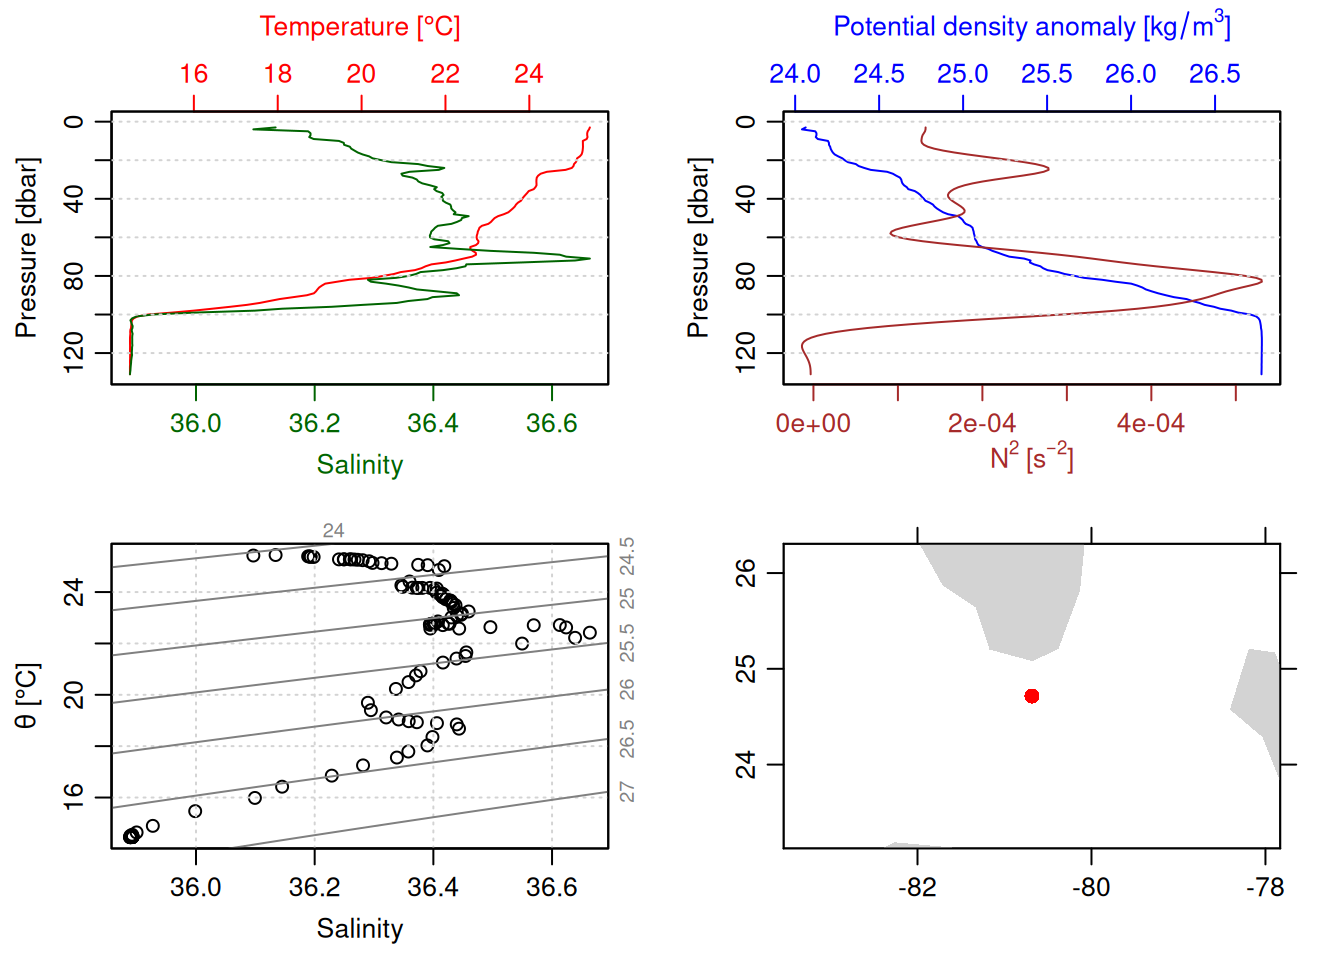 Temperature [°C]
16 18 20 22 24
0
40
80
120
Pressure [dbar]
36.0 36.2 36.4 36.6
Salinity
Potential density anomaly [kg/m³]
24.0 24.5 25.0 25.5 26.0 26.5
0
40
80
120
Pressure [dbar]
0e+00 2e-04 4e-04
N² [s⁻²]
24
24.5
25
25.5
26
26.5
27
24
20
16
θ [°C]
36.0 36.2 36.4 36.6
Salinity
26
25
24
-82 -80 -78